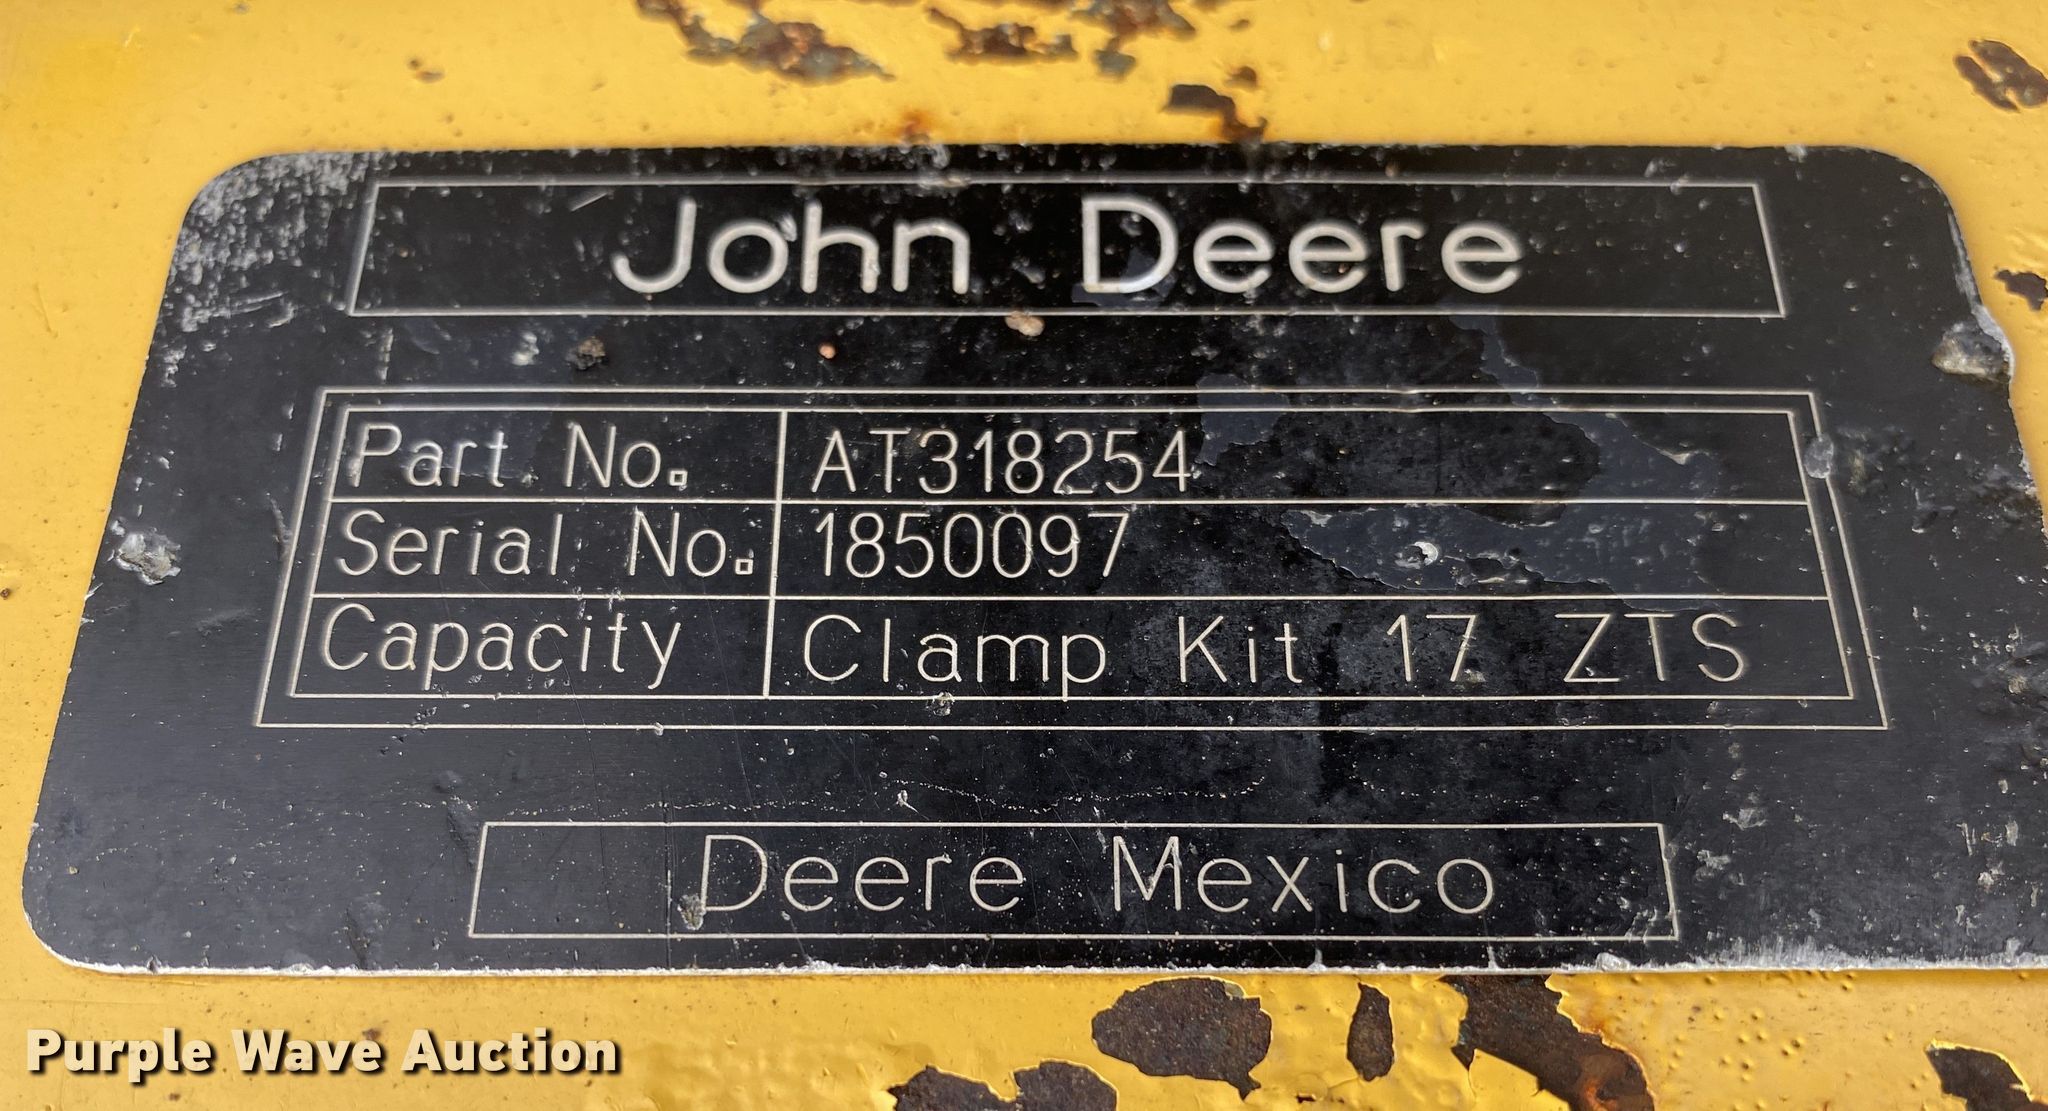 John Deere
Part No. AT318254
Serial No. 1850097
Capacity Clamp Kit 17 ZTS
Deere Mexico
Purple Wave Auction